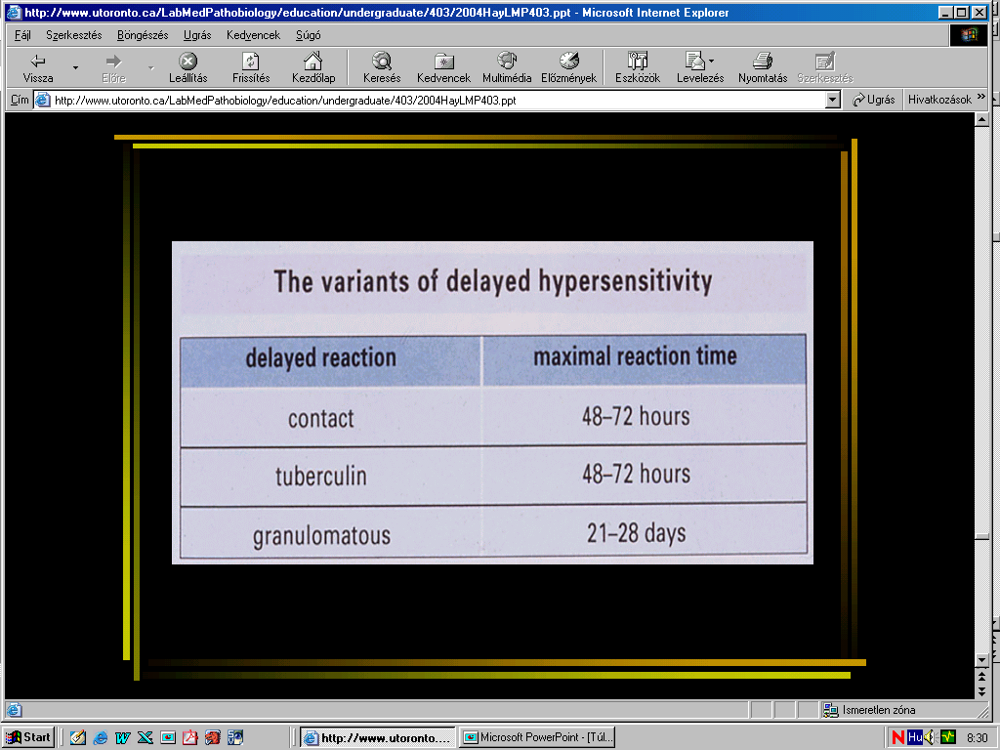 http://www.utoronto.ca/LabMedPathobiology/education/undergraduate/403/2004HayLMP403.ppt - Microsoft Internet Explorer
Fájl Szerkesztés Böngészés Ugrás Kedvencek Súgó
Vissza Előre Leállítás Frissítés Kezdőlap Keresés Kedvencek Multimédia Előzmények Eszközök Levelezés Nyomtatás Szerkesztés
Cím http://www.utoronto.ca/LabMedPathobiology/education/undergraduate/403/2004HayLMP403.ppt Ugrás Hivatkozások »
The variants of delayed hypersensitivity
delayed reaction maximal reaction time
contact 48–72 hours
tuberculin 48–72 hours
granulomatous 21–28 days
Ismeretlen zóna
Start http://www.utoronto.... Microsoft PowerPoint - [Túl... N Hu 8:30